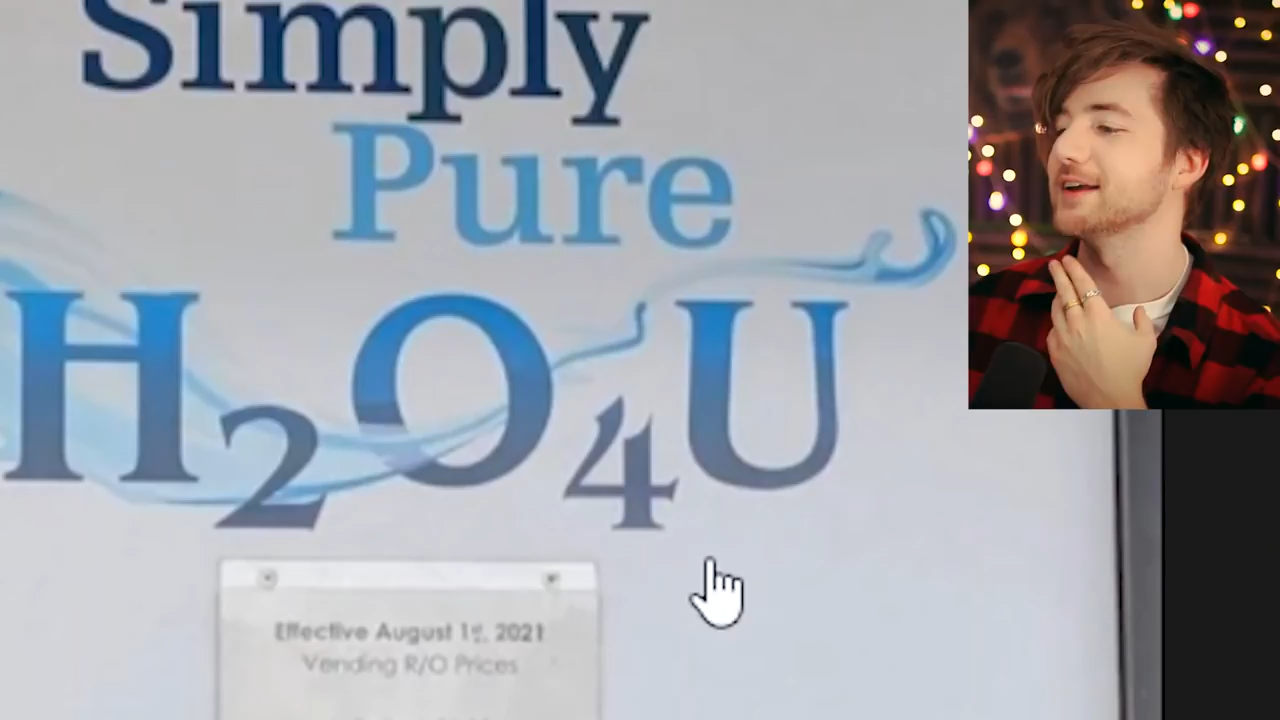 Simply
Pure
H₂O₄U
Effective August 1st, 2021
Vending R/O Prices